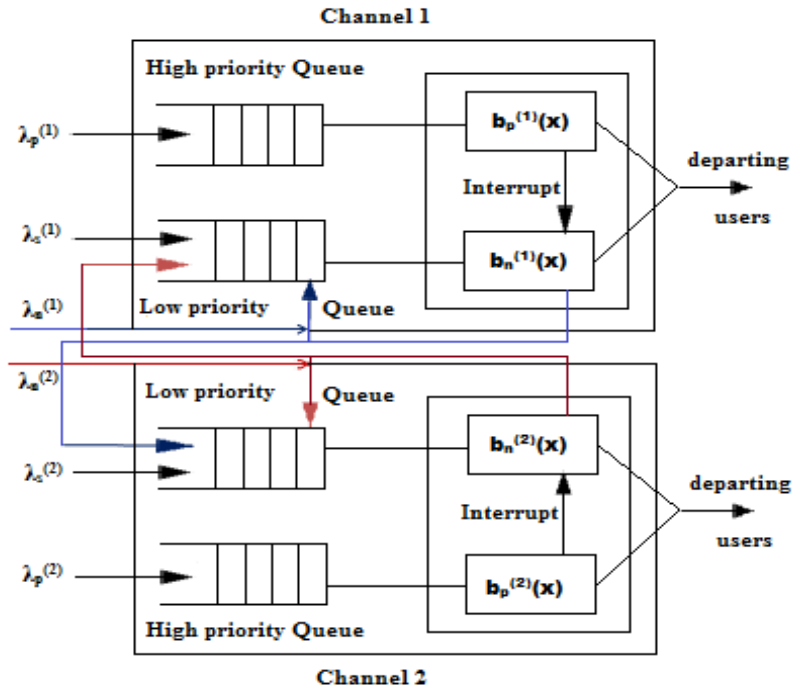 Channel 1
High priority Queue
λp(1)
bp(1)(x)
departing
Interrupt
users
λs(1)
bn(1)(x)
λn(1)
Low priority Queue
λn(2)
Low priority Queue
bn(2)(x)
λs(2)
departing
Interrupt
users
λp(2)
bp(2)(x)
High priority Queue
Channel 2